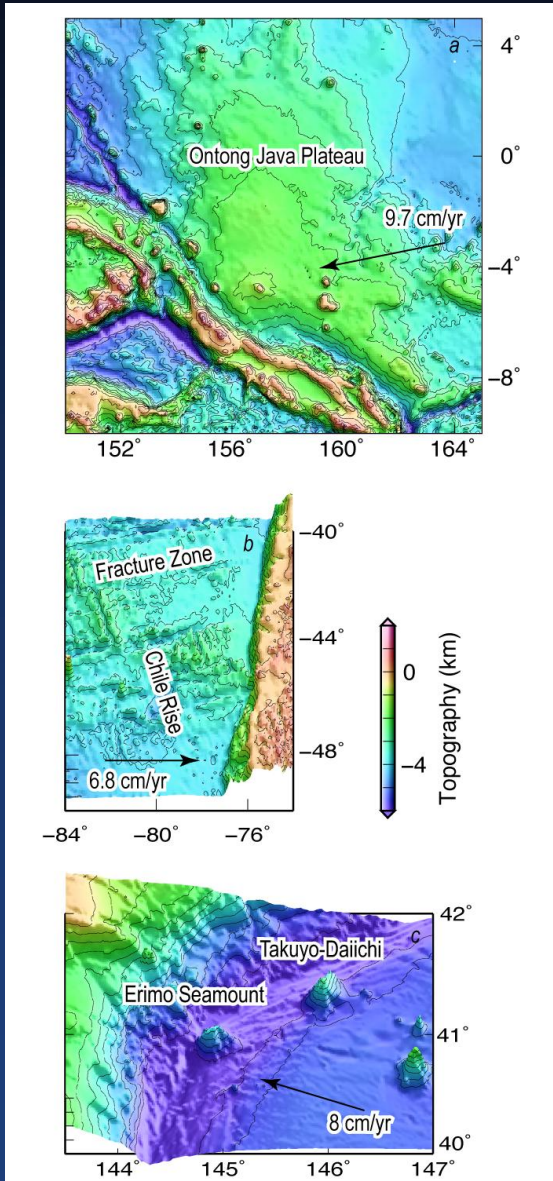 a
4°
Ontong Java Plateau
0°
9.7 cm/yr
−4°
−8°
152°
156°
160°
164°
b
−40°
Fracture Zone
−44°
Chile Rise
0
−4
Topography (km)
−48°
6.8 cm/yr
−84°
−80°
−76°
42°
c
Takuyo-Daiichi
Erimo Seamount
41°
8 cm/yr
40°
144°
145°
146°
147°